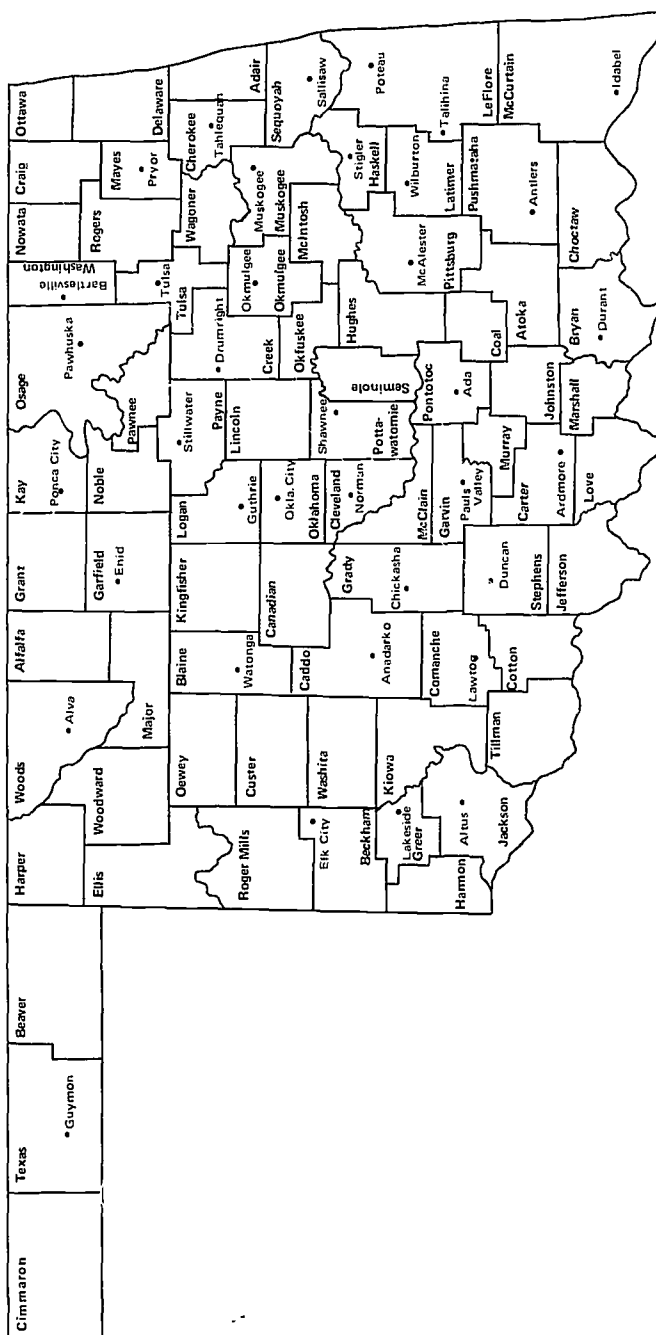 Cimmaron
Texas
Guymon
Beaver
Harper
Ellis
Woodward
Woods
Alva
Major
Alfalfa
Grant
Garfield
Enid
Kay
Ponca City
Noble
Osage
Pawhuska
Pawnee
Washington
Bartlesville
Nowata
Rogers
Craig
Mayes
Pryor
Ottawa
Delaware
Roger Mills
Dewey
Custer
Blaine
Watonga
Kingfisher
Logan
Guthrie
Payne
Stillwater
Lincoln
Creek
Drumright
Tulsa
Tulsa
Wagoner
Cherokee
Tahlequan
Adair
Sequoyah
Sallisaw
Muskogee
Muskogee
Okmulgee
Okmulgee
McIntosh
Okfuskee
Hughes
Seminole
Shawnee
Potta-
watomie
Okla. City
Oklahoma
Cleveland
Norman
Canadian
Caddo
Anadarko
Washita
Beckham
Elk City
Lakeside
Greer
Harmon
Altus
Jackson
Kiowa
Tillman
Comanche
Lawtog
Cotton
Grady
Chickasha
McClain
Garvin
Pauls
Valley
Duncan
Stephens
Jefferson
Murray
Carter
Ardmore
Love
Pontotoc
Ada
Johnston
Marshall
Coal
Atoka
Bryan
Durant
Pittsburg
McAlester
Haskell
Stigler
Latimer
Wilburton
LeFlore
Poteau
Talihina
Pushmataha
Antlers
Choctaw
McCurtain
Idabel